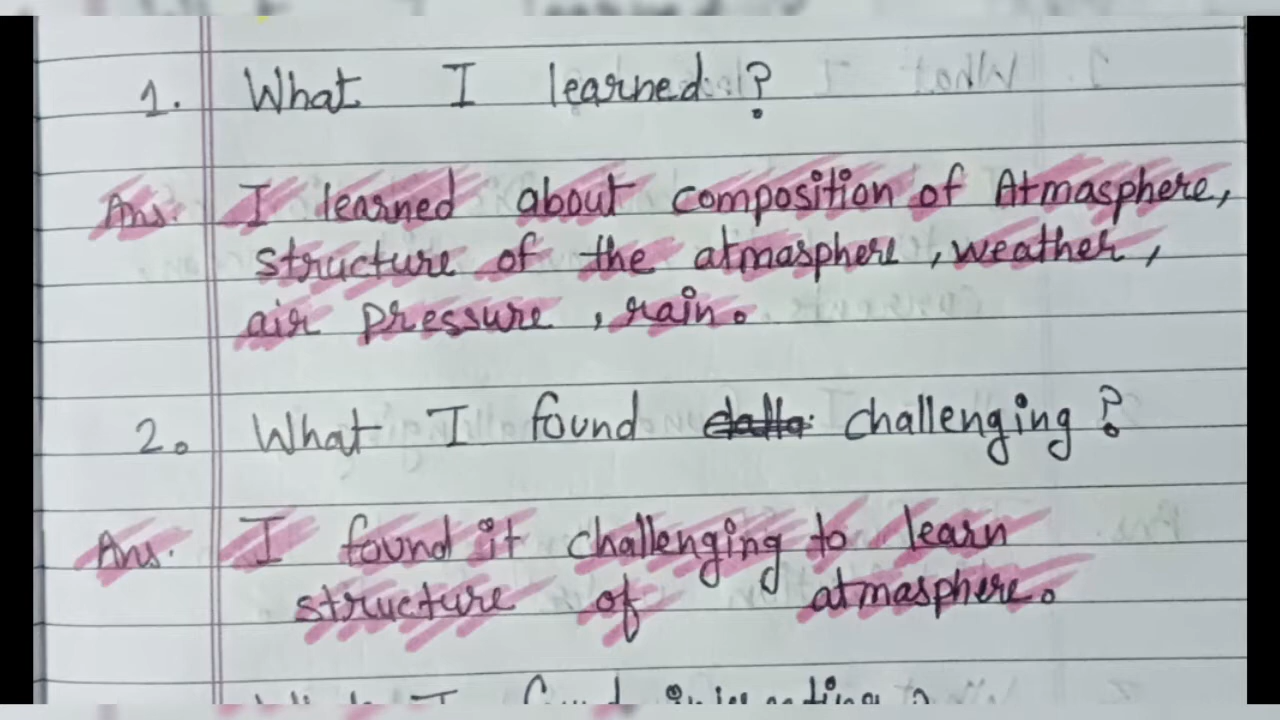 1. What I learned?
Ans. I learned about composition of Atmasphere,
structure of the atmasphere, weather,
air pressure, rain.
2. What I found challenging?
Ans. I found it challenging to learn
structure of atmasphere.